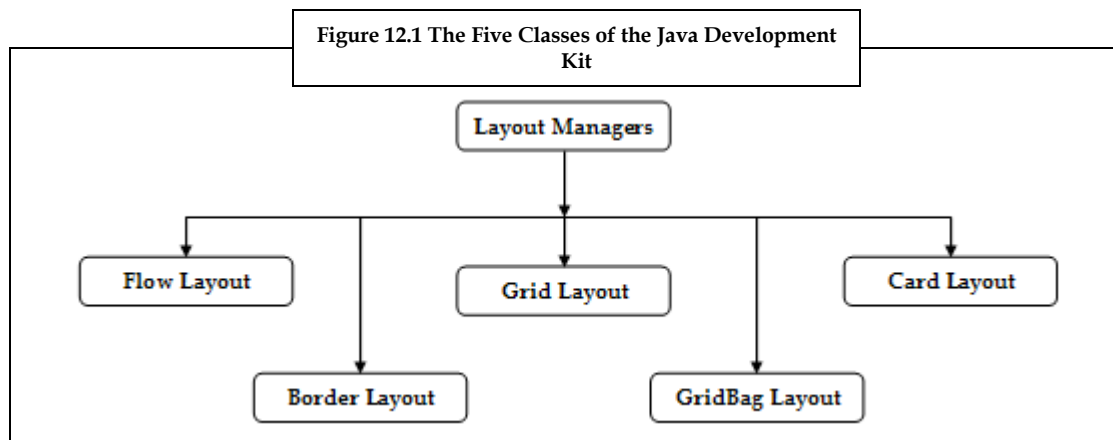 Figure 12.1 The Five Classes of the Java Development
Kit
Layout Managers
Flow Layout
Grid Layout
Card Layout
Border Layout
GridBag Layout